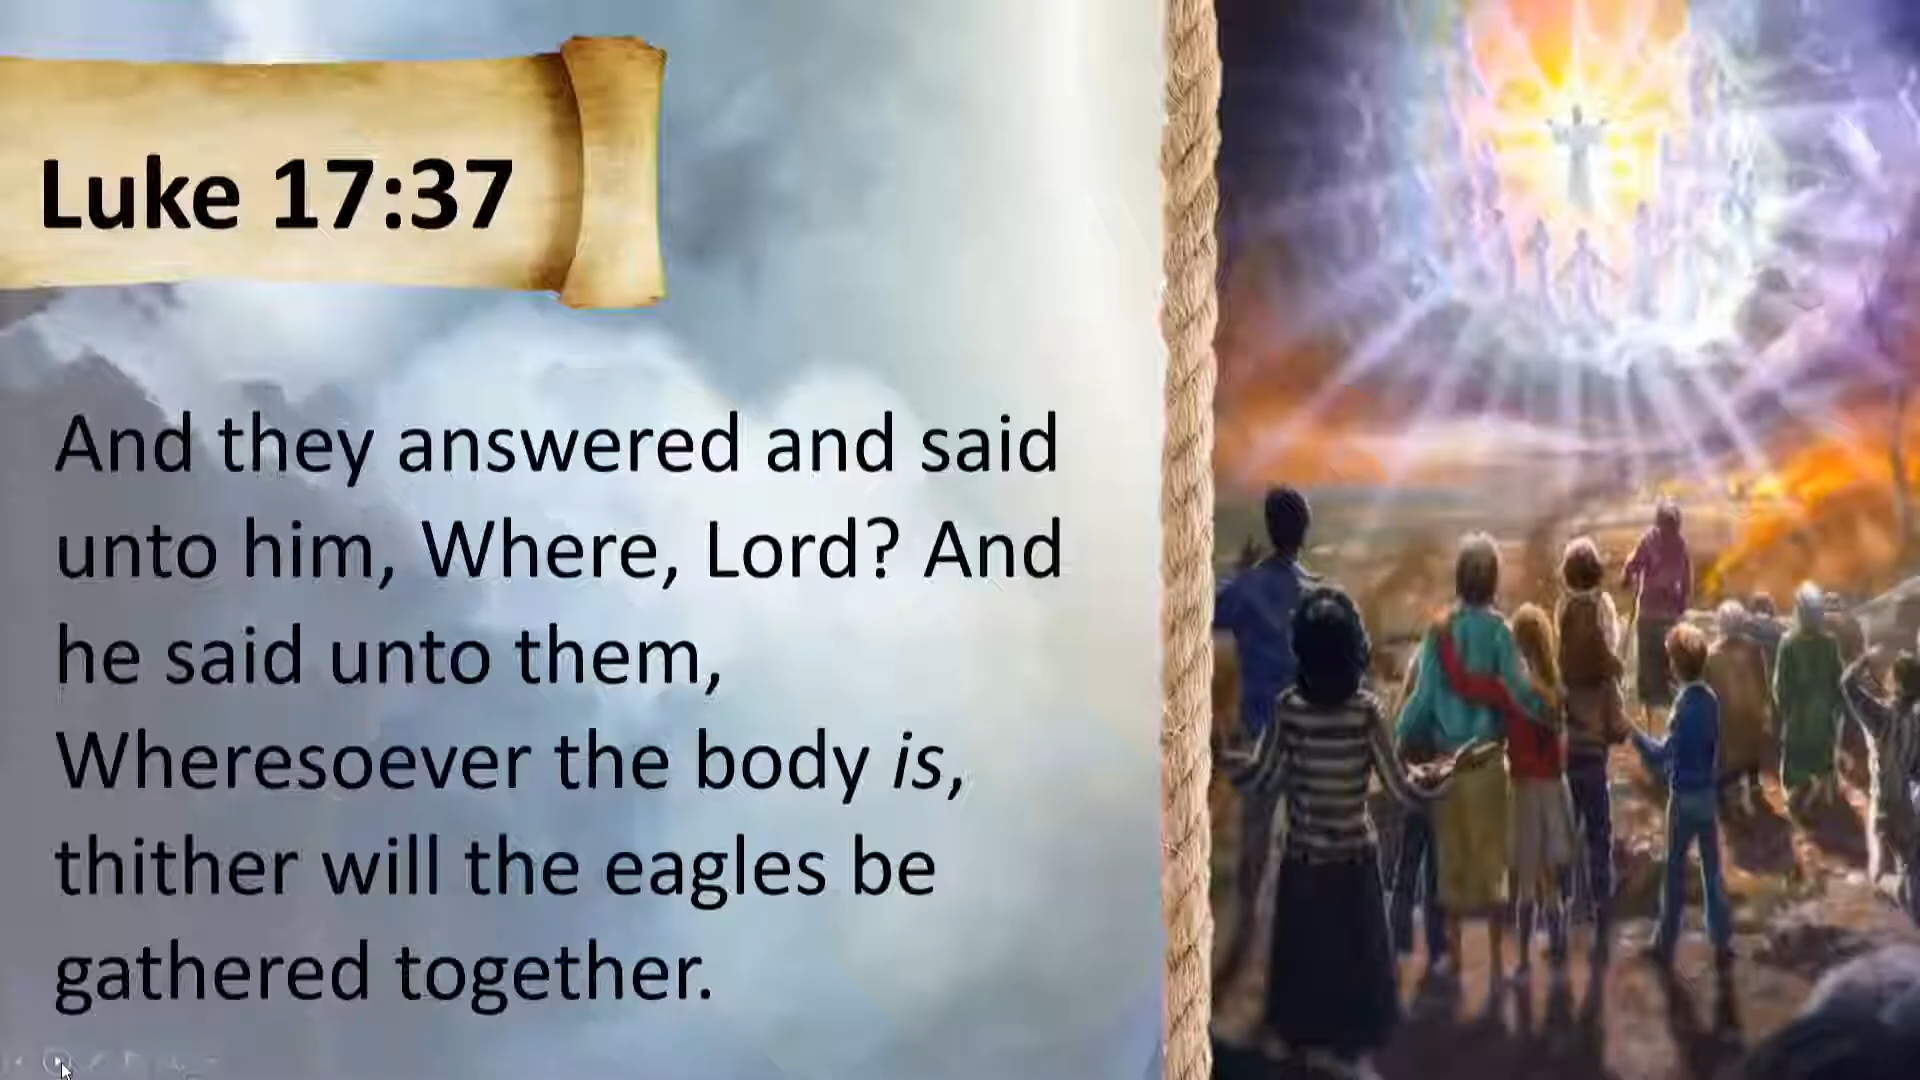 Luke 17:37
And they answered and said
unto him, Where, Lord? And
he said unto them,
Wheresoever the body is,
thither will the eagles be
gathered together.